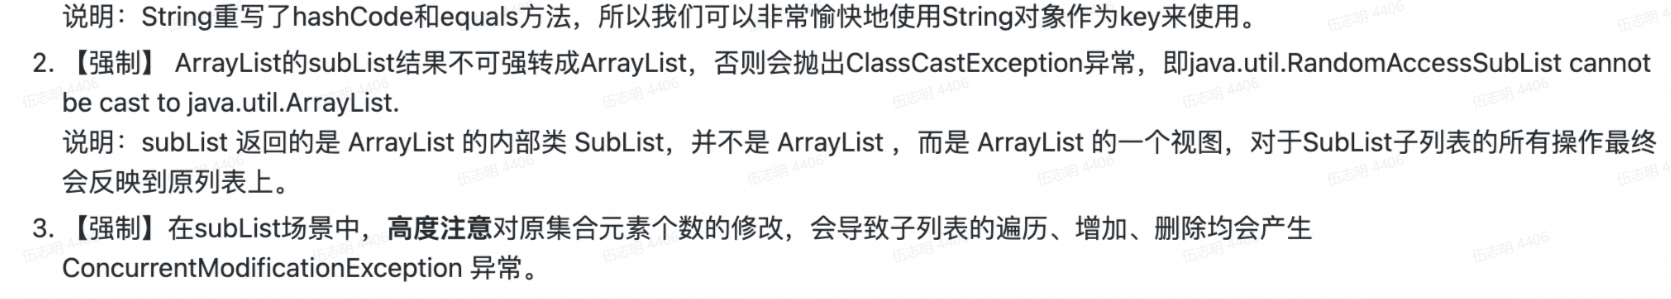 说明：String重写了hashCode和equals方法，所以我们可以非常愉快地使用String对象作为key来使用。
2. 【强制】 ArrayList的subList结果不可强转成ArrayList，否则会抛出ClassCastException异常，即java.util.RandomAccessSubList cannot
be cast to java.util.ArrayList.
说明：subList 返回的是 ArrayList 的内部类 SubList，并不是 ArrayList ，而是 ArrayList 的一个视图，对于SubList子列表的所有操作最终
会反映到原列表上。
3. 【强制】在subList场景中，高度注意对原集合元素个数的修改，会导致子列表的遍历、增加、删除均会产生
ConcurrentModificationException 异常。
伍志明 4406